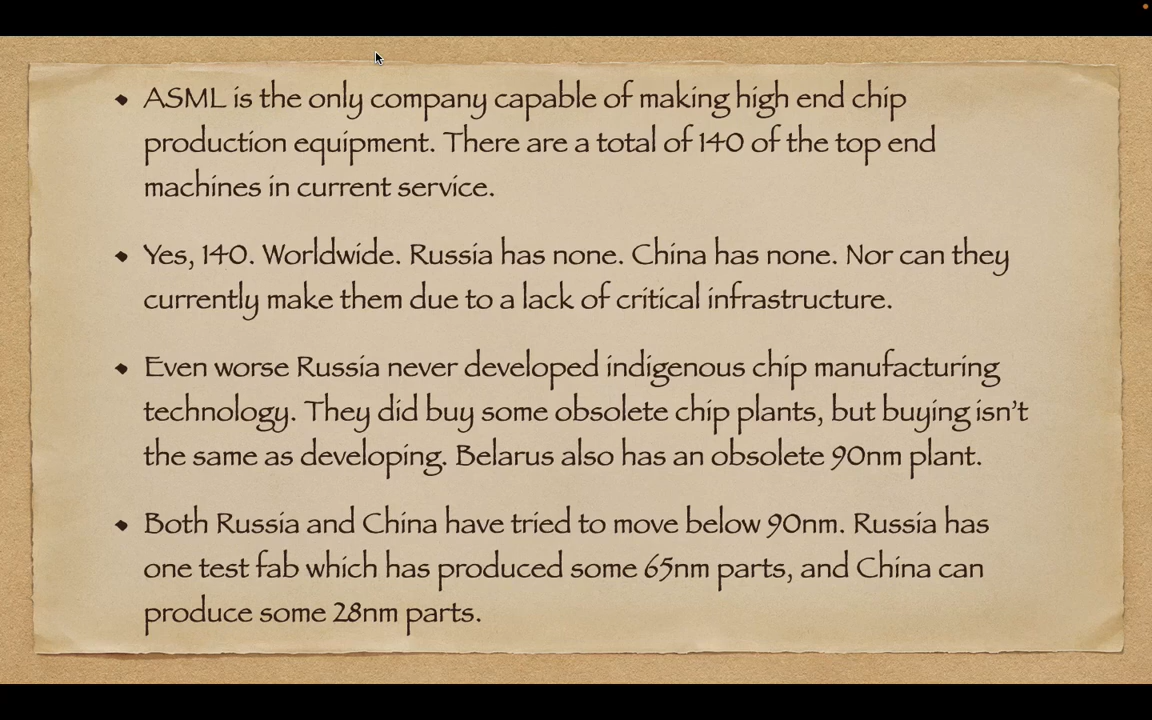 • ASML is the only company capable of making high end chip
production equipment. There are a total of 140 of the top end
machines in current service.
• Yes, 140. Worldwide. Russia has none. China has none. Nor can they
currently make them due to a lack of critical infrastructure.
• Even worse Russia never developed indigenous chip manufacturing
technology. They did buy some obsolete chip plants, but buying isn’t
the same as developing. Belarus also has an obsolete 90nm plant.
• Both Russia and China have tried to move below 90nm. Russia has
one test fab which has produced some 65nm parts, and China can
produce some 28nm parts.